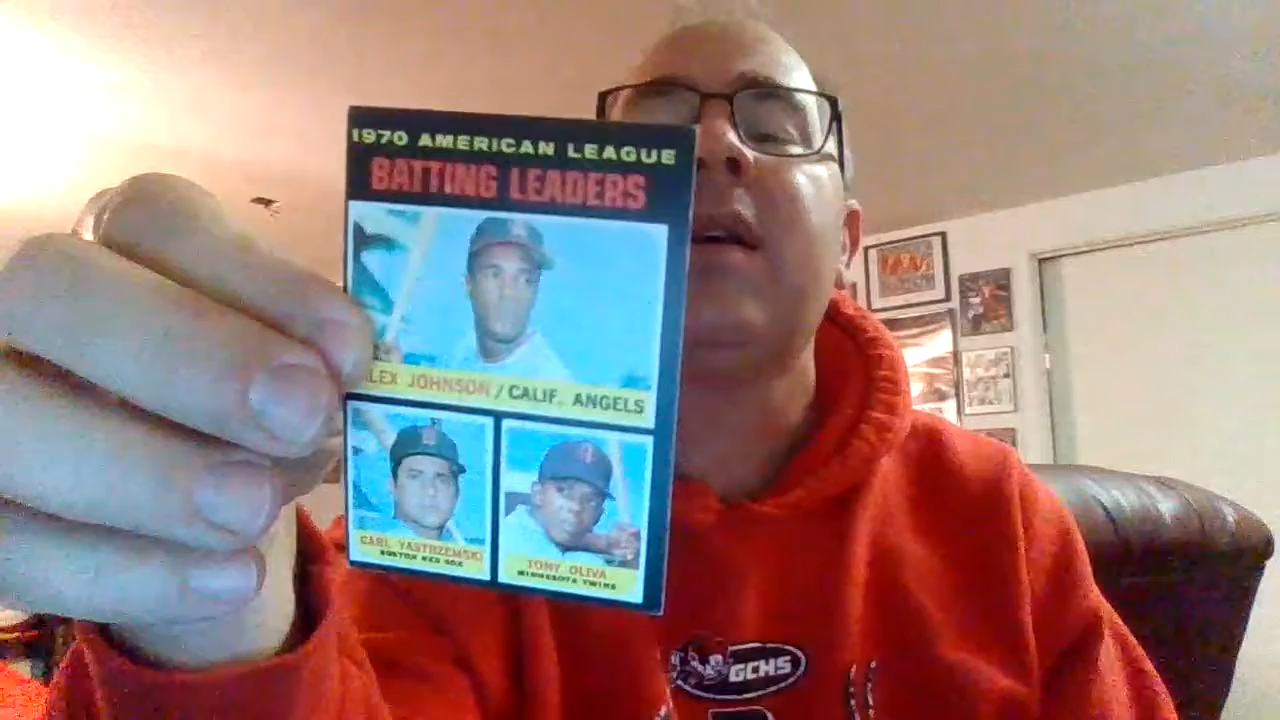 1970 AMERICAN LEAGUE
BATTING LEADERS
LEX JOHNSON / CALIF. ANGELS
CARL YASTRZEMSKI
BOSTON RED SOX
TONY OLIVA
MINNESOTA TWINS
GCHS